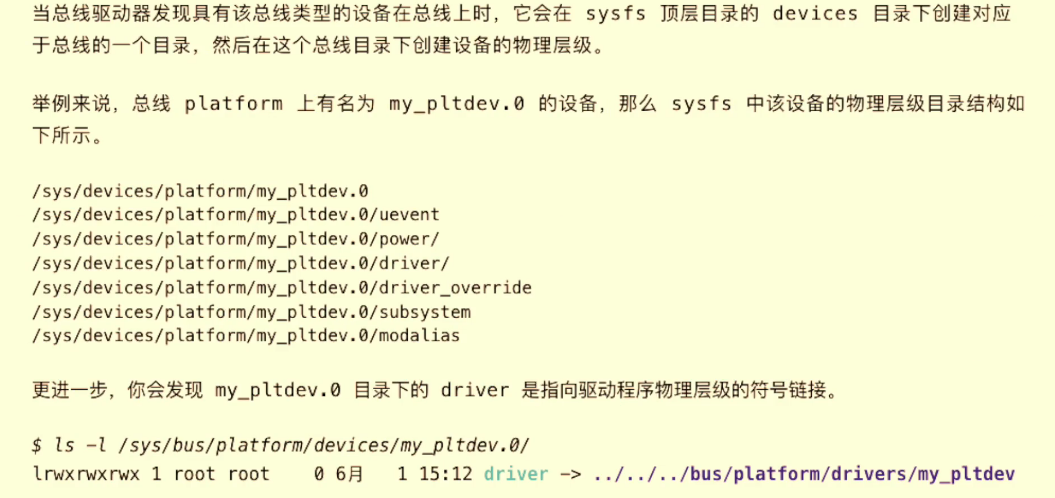 当总线驱动器发现具有该总线类型的设备在总线上时，它会在 sysfs 顶层目录的 devices 目录下创建对应
于总线的一个目录，然后在这个总线目录下创建设备的物理层级。
举例来说，总线 platform 上有名为 my_pltdev.0 的设备，那么 sysfs 中该设备的物理层级目录结构如
下所示。
/sys/devices/platform/my_pltdev.0
/sys/devices/platform/my_pltdev.0/uevent
/sys/devices/platform/my_pltdev.0/power/
/sys/devices/platform/my_pltdev.0/driver/
/sys/devices/platform/my_pltdev.0/driver_override
/sys/devices/platform/my_pltdev.0/subsystem
/sys/devices/platform/my_pltdev.0/modalias
更进一步，你会发现 my_pltdev.0 目录下的 driver 是指向驱动程序物理层级的符号链接。
$ ls -l /sys/bus/platform/devices/my_pltdev.0/
lrwxrwxrwx 1 root root 0 6月 1 15:12 driver -> ../../../bus/platform/drivers/my_pltdev